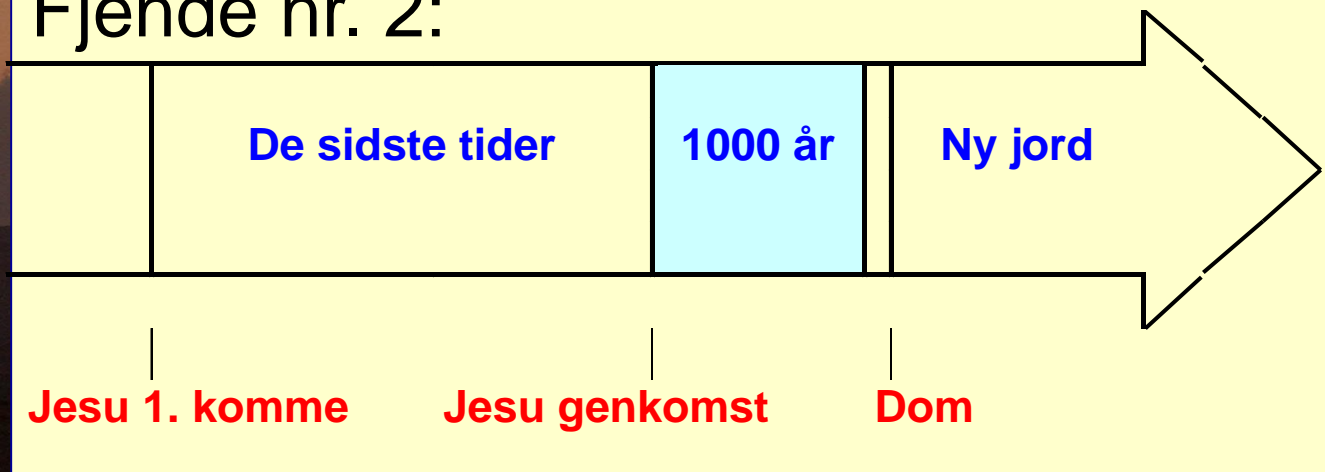 Fjende nr. 2:
De sidste tider 1000 år Ny jord
Jesu 1. komme Jesu genkomst Dom